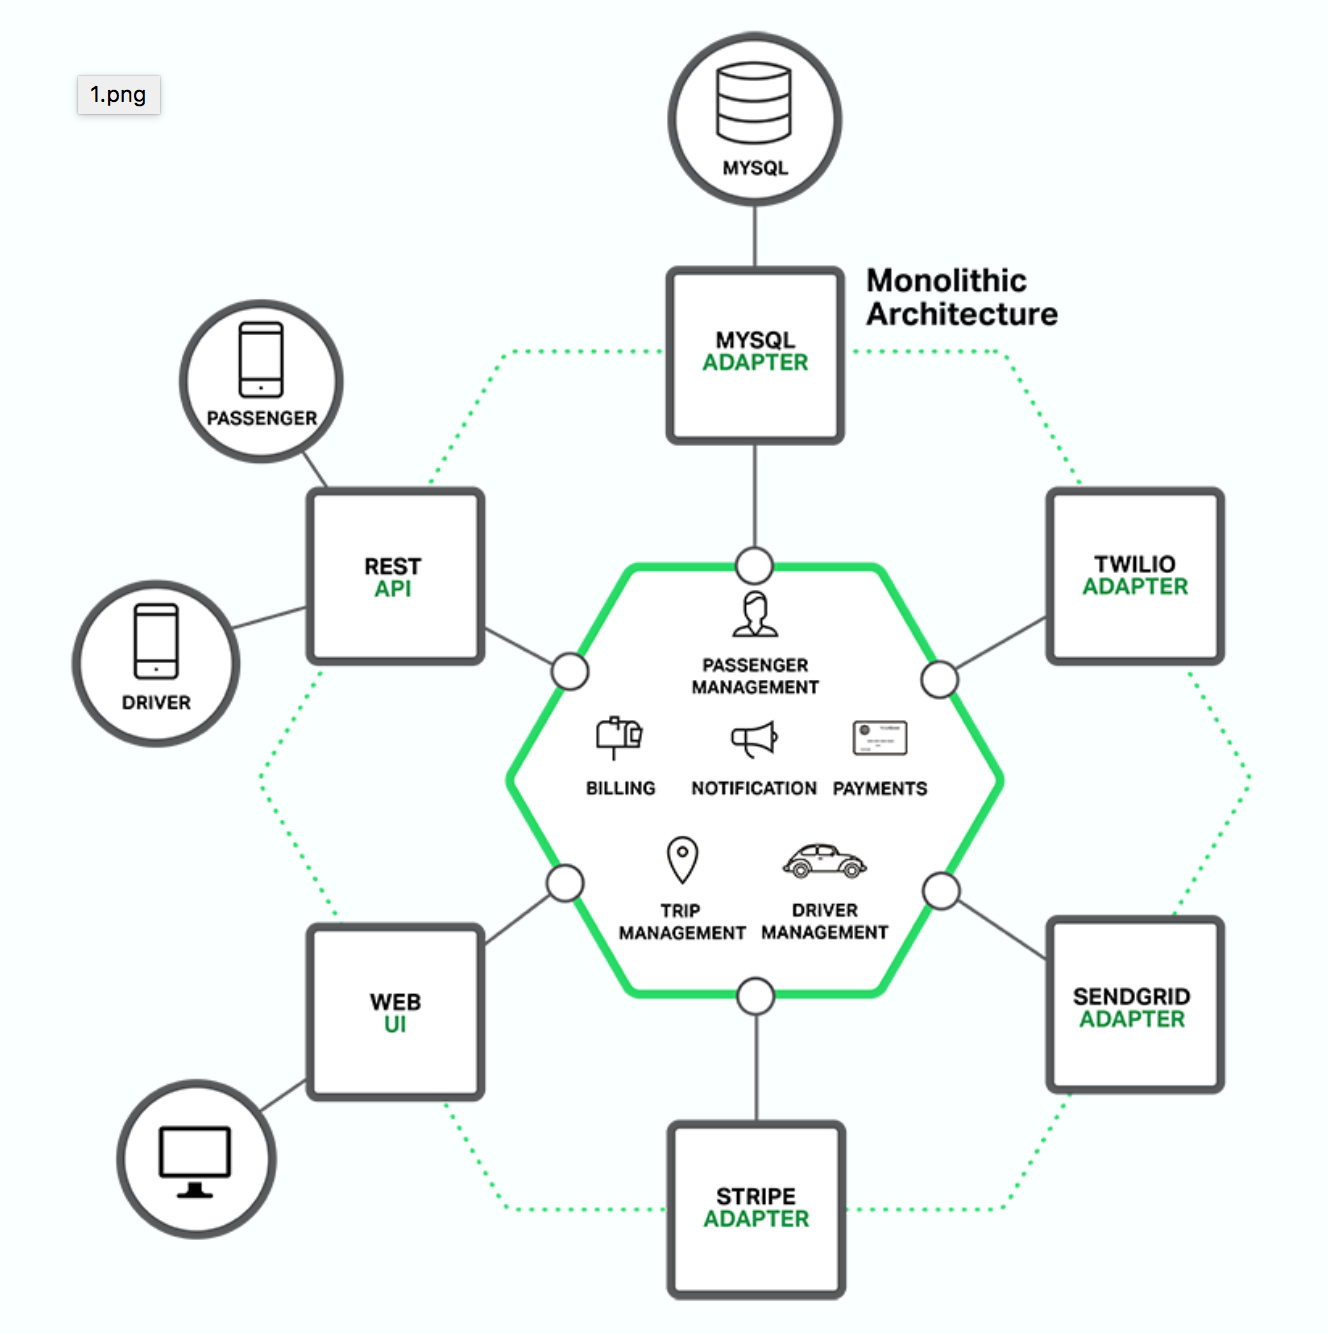 1.png
MYSQL
Monolithic
Architecture
MYSQL
ADAPTER
PASSENGER
REST
API
TWILIO
ADAPTER
DRIVER
PASSENGER
MANAGEMENT
BILLING
NOTIFICATION
PAYMENTS
TRIP
MANAGEMENT
DRIVER
MANAGEMENT
WEB
UI
SENDGRID
ADAPTER
STRIPE
ADAPTER